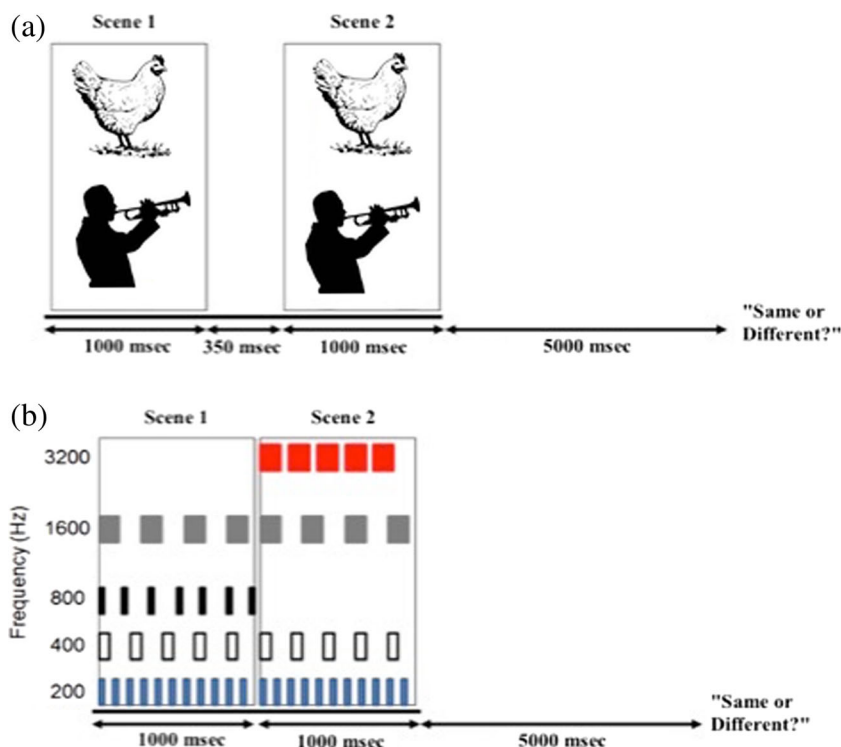 (a)
Scene 1
Scene 2
"Same or
Different?"
1000 msec
350 msec
1000 msec
5000 msec
(b)
Scene 1
Scene 2
Frequency (Hz)
3200
1600
800
400
200
"Same or
Different?"
1000 msec
1000 msec
5000 msec